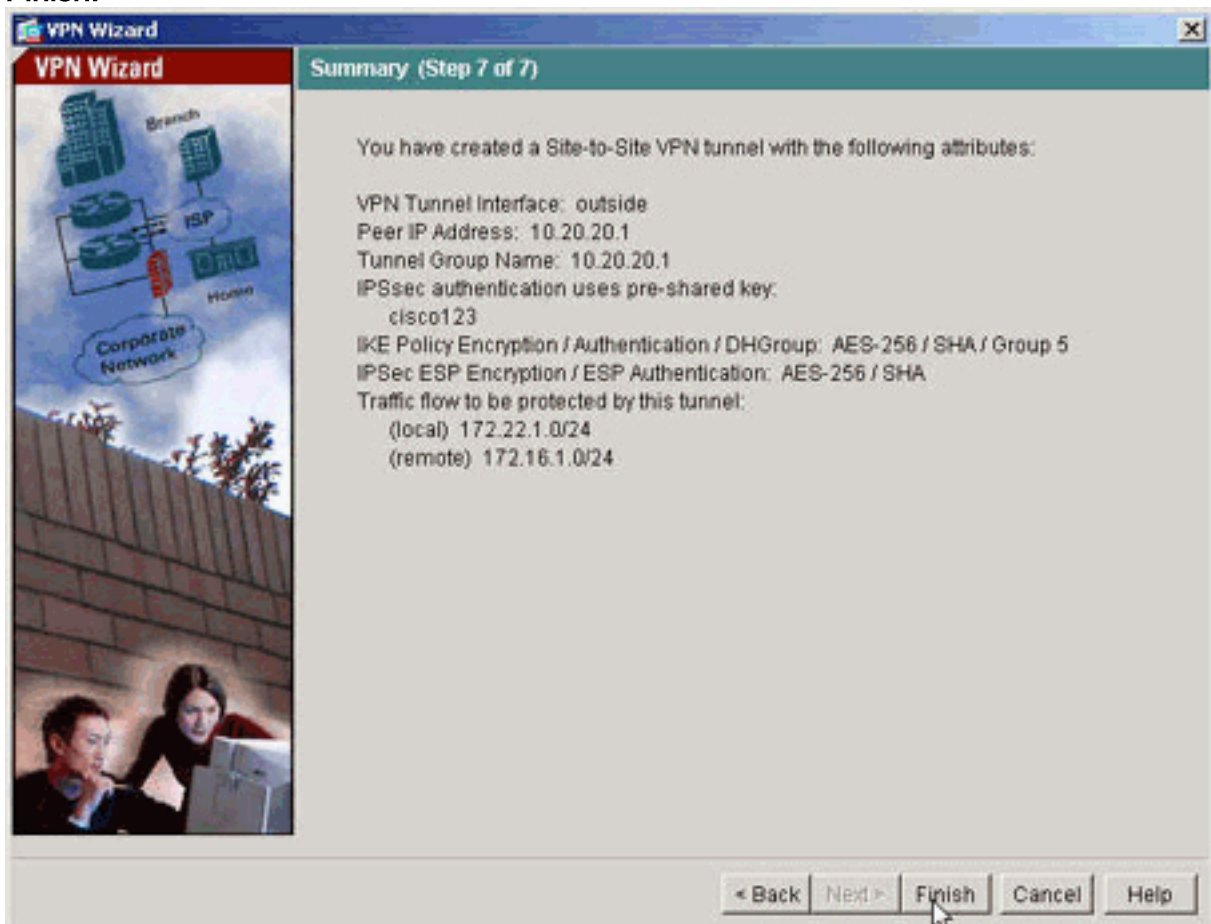 Finish.
VPN Wizard
VPN Wizard
Summary (Step 7 of 7)
Branch
ISP
Home
Corporate
Network
You have created a Site-to-Site VPN tunnel with the following attributes:
VPN Tunnel Interface: outside
Peer IP Address: 10.20.20.1
Tunnel Group Name: 10.20.20.1
IPSsec authentication uses pre-shared key:
cisco123
IKE Policy Encryption / Authentication / DHGroup: AES-256 / SHA / Group 5
IPSec ESP Encryption / ESP Authentication: AES-256 / SHA
Traffic flow to be protected by this tunnel:
(local) 172.22.1.0/24
(remote) 172.16.1.0/24
< Back Next > Finish Cancel Help